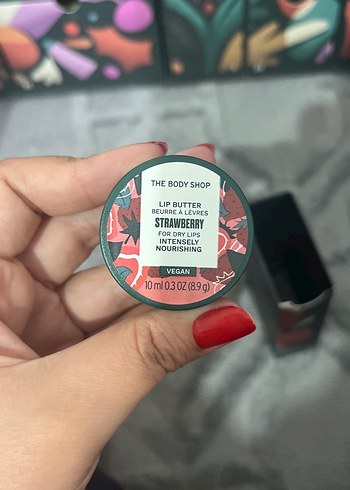 THE BODY SHOP
LIP BUTTER
BEURRE À LÈVRES
STRAWBERRY
FOR DRY LIPS
INTENSELY
NOURISHING
VEGAN
10 ml 0.3 OZ (8.9 g)